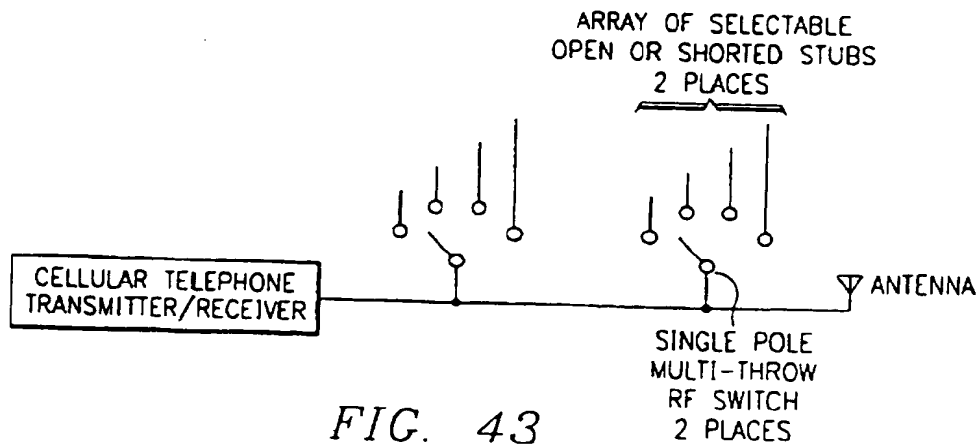 ARRAY OF SELECTABLE
OPEN OR SHORTED STUBS
2 PLACES
CELLULAR TELEPHONE
TRANSMITTER/RECEIVER
ANTENNA
SINGLE POLE
MULTI-THROW
RF SWITCH
2 PLACES
FIG. 43